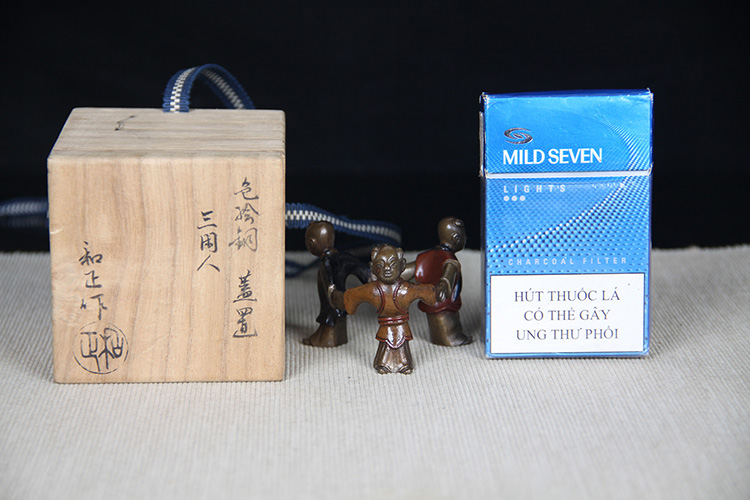 色絵銅 蓋置
三閑人
和正作
MILD SEVEN
LIGHTS
CHARCOAL FILTER
HÚT THUỐC LÁ
CÓ THỂ GÂY
UNG THƯ PHỔI